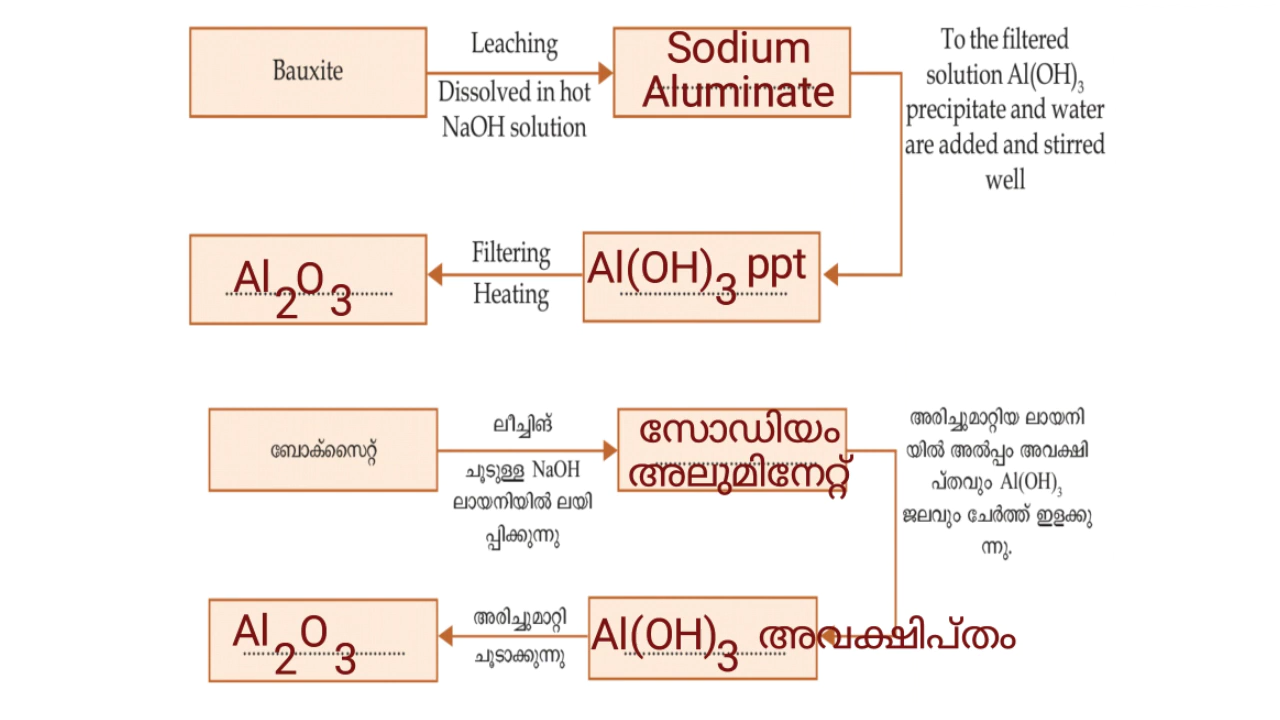 Bauxite
Leaching
Dissolved in hot
NaOH solution
Sodium
Aluminate
To the filtered
solution Al(OH)₃
precipitate and water
are added and stirred
well
Al₂O₃
Filtering
Heating
Al(OH)₃ ppt
ബോക്സൈറ്റ്
ലീച്ചിങ്
ചൂടുള്ള NaOH
ലായനിയിൽ ലയി
പ്പിക്കുന്നു
സോഡിയം
അലുമിനേറ്റ്
അരിച്ചുമാറ്റിയ ലായനി
യിൽ അൽപ്പം അവക്ഷി
പ്തവും Al(OH)₃
ജലവും ചേർത്ത് ഇളക്കു
ന്നു.
Al₂O₃
അരിച്ചുമാറ്റി
ചൂടാക്കുന്നു
Al(OH)₃ അവക്ഷിപ്തം